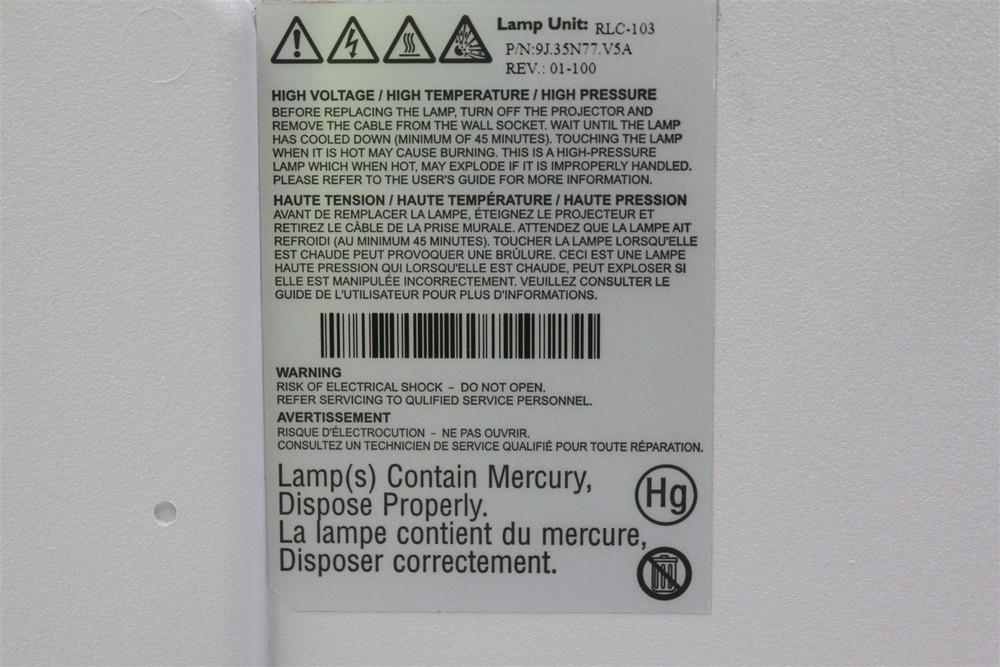 Lamp Unit: RLC-103
P/N:9J.35N77.V5A
REV.: 01-100
HIGH VOLTAGE / HIGH TEMPERATURE / HIGH PRESSURE
BEFORE REPLACING THE LAMP, TURN OFF THE PROJECTOR AND
REMOVE THE CABLE FROM THE WALL SOCKET. WAIT UNTIL THE LAMP
HAS COOLED DOWN (MINIMUM OF 45 MINUTES). TOUCHING THE LAMP
WHEN IT IS HOT MAY CAUSE BURNING. THIS IS A HIGH-PRESSURE
LAMP WHICH WHEN HOT, MAY EXPLODE IF IT IS IMPROPERLY HANDLED.
PLEASE REFER TO THE USER'S GUIDE FOR MORE INFORMATION.
HAUTE TENSION / HAUTE TEMPÉRATURE / HAUTE PRESSION
AVANT DE REMPLACER LA LAMPE, ÉTEIGNEZ LE PROJECTEUR ET
RETIREZ LE CÂBLE DE LA PRISE MURALE. ATTENDEZ QUE LA LAMPE AIT
REFROIDI (AU MINIMUM 45 MINUTES). TOUCHER LA LAMPE LORSQU'ELLE
EST CHAUDE PEUT PROVOQUER UNE BRÛLURE. CECI EST UNE LAMPE
HAUTE PRESSION QUI LORSQU'ELLE EST CHAUDE, PEUT EXPLOSER SI
ELLE EST MANIPULÉE INCORRECTEMENT. VEUILLEZ CONSULTER LE
GUIDE DE L'UTILISATEUR POUR PLUS D'INFORMATIONS.
WARNING
RISK OF ELECTRICAL SHOCK - DO NOT OPEN.
REFER SERVICING TO QULIFIED SERVICE PERSONNEL.
AVERTISSEMENT
RISQUE D'ÉLECTROCUTION - NE PAS OUVRIR.
CONSULTEZ UN TECHNICIEN DE SERVICE QUALIFIÉ POUR TOUTE RÉPARATION.
Lamp(s) Contain Mercury,
Dispose Properly.
La lampe contient du mercure,
Disposer correctement.
Hg